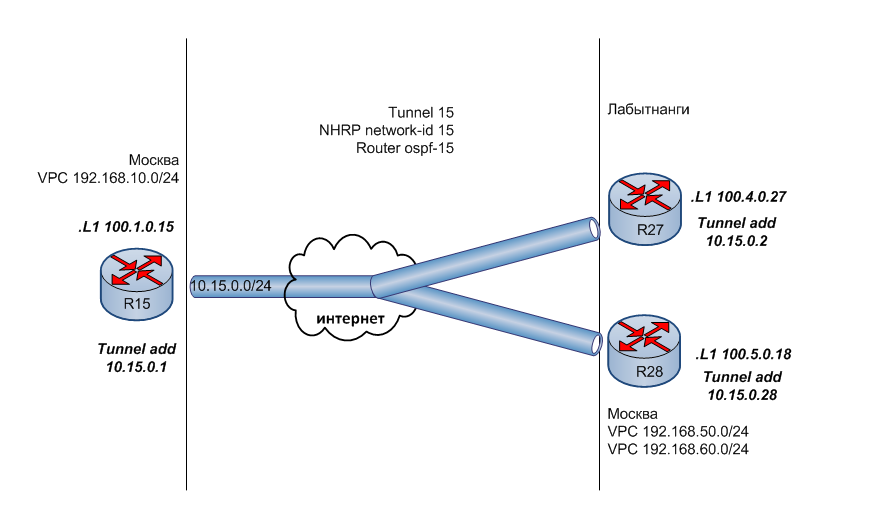 Tunnel 15
NHRP network-id 15
Router ospf-15
Москва
VPC 192.168.10.0/24
.L1 100.1.0.15
R15
Tunnel add
10.15.0.1
10.15.0.0/24
интернет
Лабытнанги
.L1 100.4.0.27
R27
Tunnel add
10.15.0.2
.L1 100.5.0.18
R28
Tunnel add
10.15.0.28
Москва
VPC 192.168.50.0/24
VPC 192.168.60.0/24